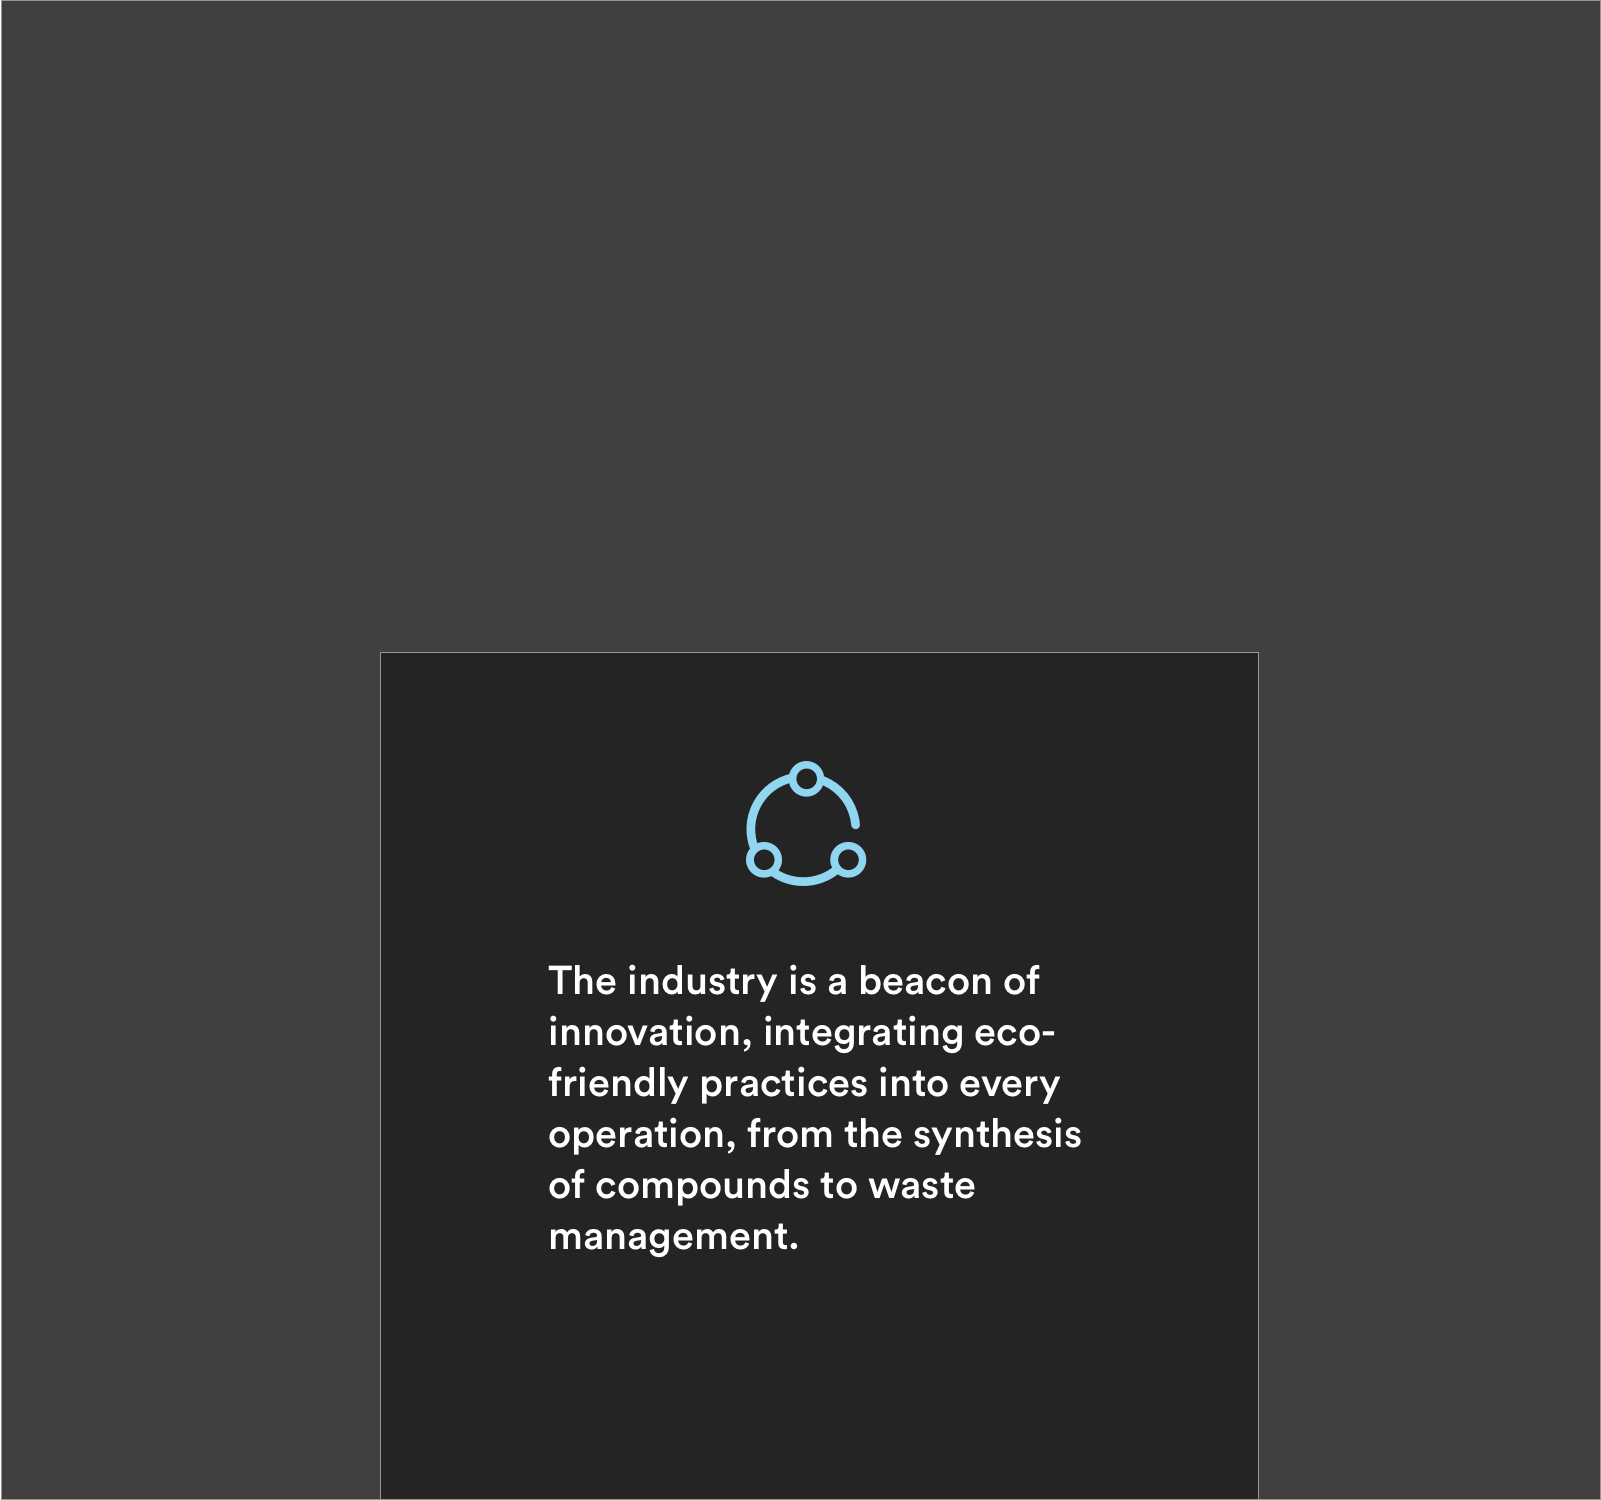 The industry is a beacon of
innovation, integrating eco-
friendly practices into every
operation, from the synthesis
of compounds to waste
management.